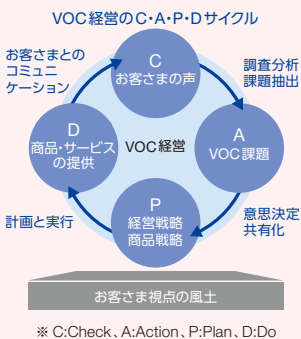 VOC経営のC・A・P・Dサイクル
お客さまとの
コミュニ
ケーション
C
お客さまの声
調査分析
課題抽出
D
商品・サービス
の提供
VOC経営
A
VOC課題
P
経営戦略
商品戦略
計画と実行
意思決定
共有化
お客さま視点の風土
※ C:Check、A:Action、P:Plan、D:Do